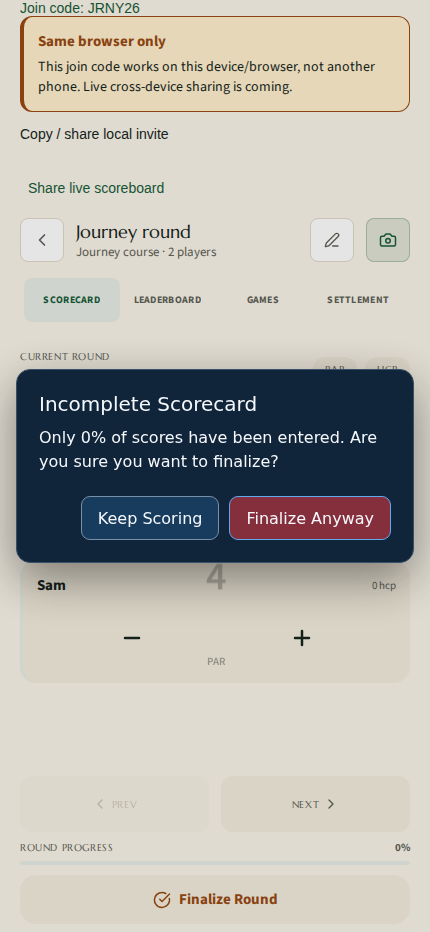 Join code: JRNY26
Same browser only
This join code works on this device/browser, not another
phone. Live cross-device sharing is coming.
Copy / share local invite
Share live scoreboard
Journey round
Journey course · 2 players
SCORECARD
LEADERBOARD
GAMES
SETTLEMENT
CURRENT ROUND
PAR
HCP
Incomplete Scorecard
Only 0% of scores have been entered. Are
you sure you want to finalize?
Keep Scoring
Finalize Anyway
Sam
4
0 hcp
PAR
PREV
NEXT
ROUND PROGRESS
0%
Finalize Round